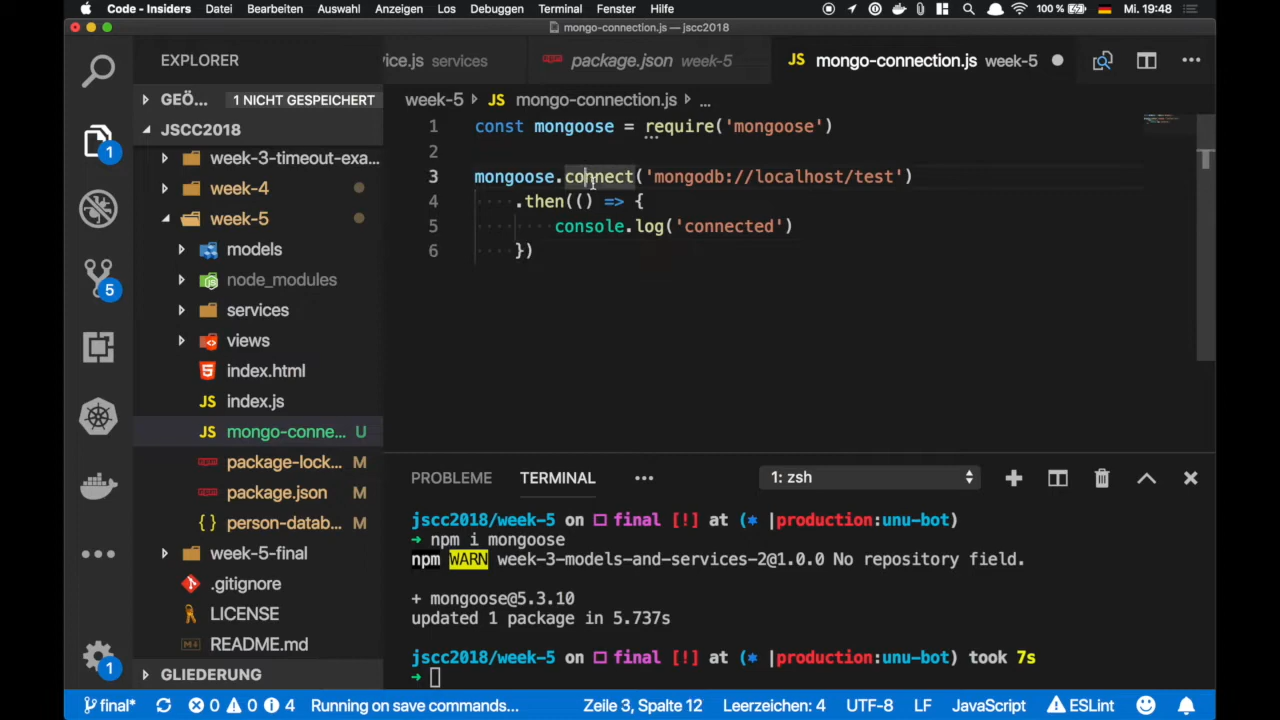 Code - Insiders Datei Bearbeiten Auswahl Anzeigen Los Debuggen Terminal Fenster Hilfe 100 % Mi. 19:48
mongo-connection.js — jscc2018
EXPLORER
vice.js services package.json week-5 JS mongo-connection.js week-5
GEÖ... 1 NICHT GESPEICHERT
JSCC2018
week-3-timeout-exa...
week-4
week-5
models
node_modules
services
views
index.html
JS index.js
JS mongo-conne... U
package-lock... M
package.json M
{ } person-datab... M
week-5-final
.gitignore
LICENSE
README.md
GLIEDERUNG
1
5
1
week-5 JS mongo-connection.js ...
1 const mongoose = require('mongoose')
2
3 mongoose.connect('mongodb://localhost/test')
4 .then(() => {
5 console.log('connected')
6 })
PROBLEME TERMINAL 1: zsh
jscc2018/week-5 on final [!] at (* |production:unu-bot)
➜ npm i mongoose
npm WARN week-3-models-and-services-2@1.0.0 No repository field.
+ mongoose@5.3.10
updated 1 package in 5.737s
jscc2018/week-5 on final [!] at (* |production:unu-bot) took 7s
➜
final* 0 0 4 Running on save commands... Zeile 3, Spalte 12 Leerzeichen: 4 UTF-8 LF JavaScript ESLint